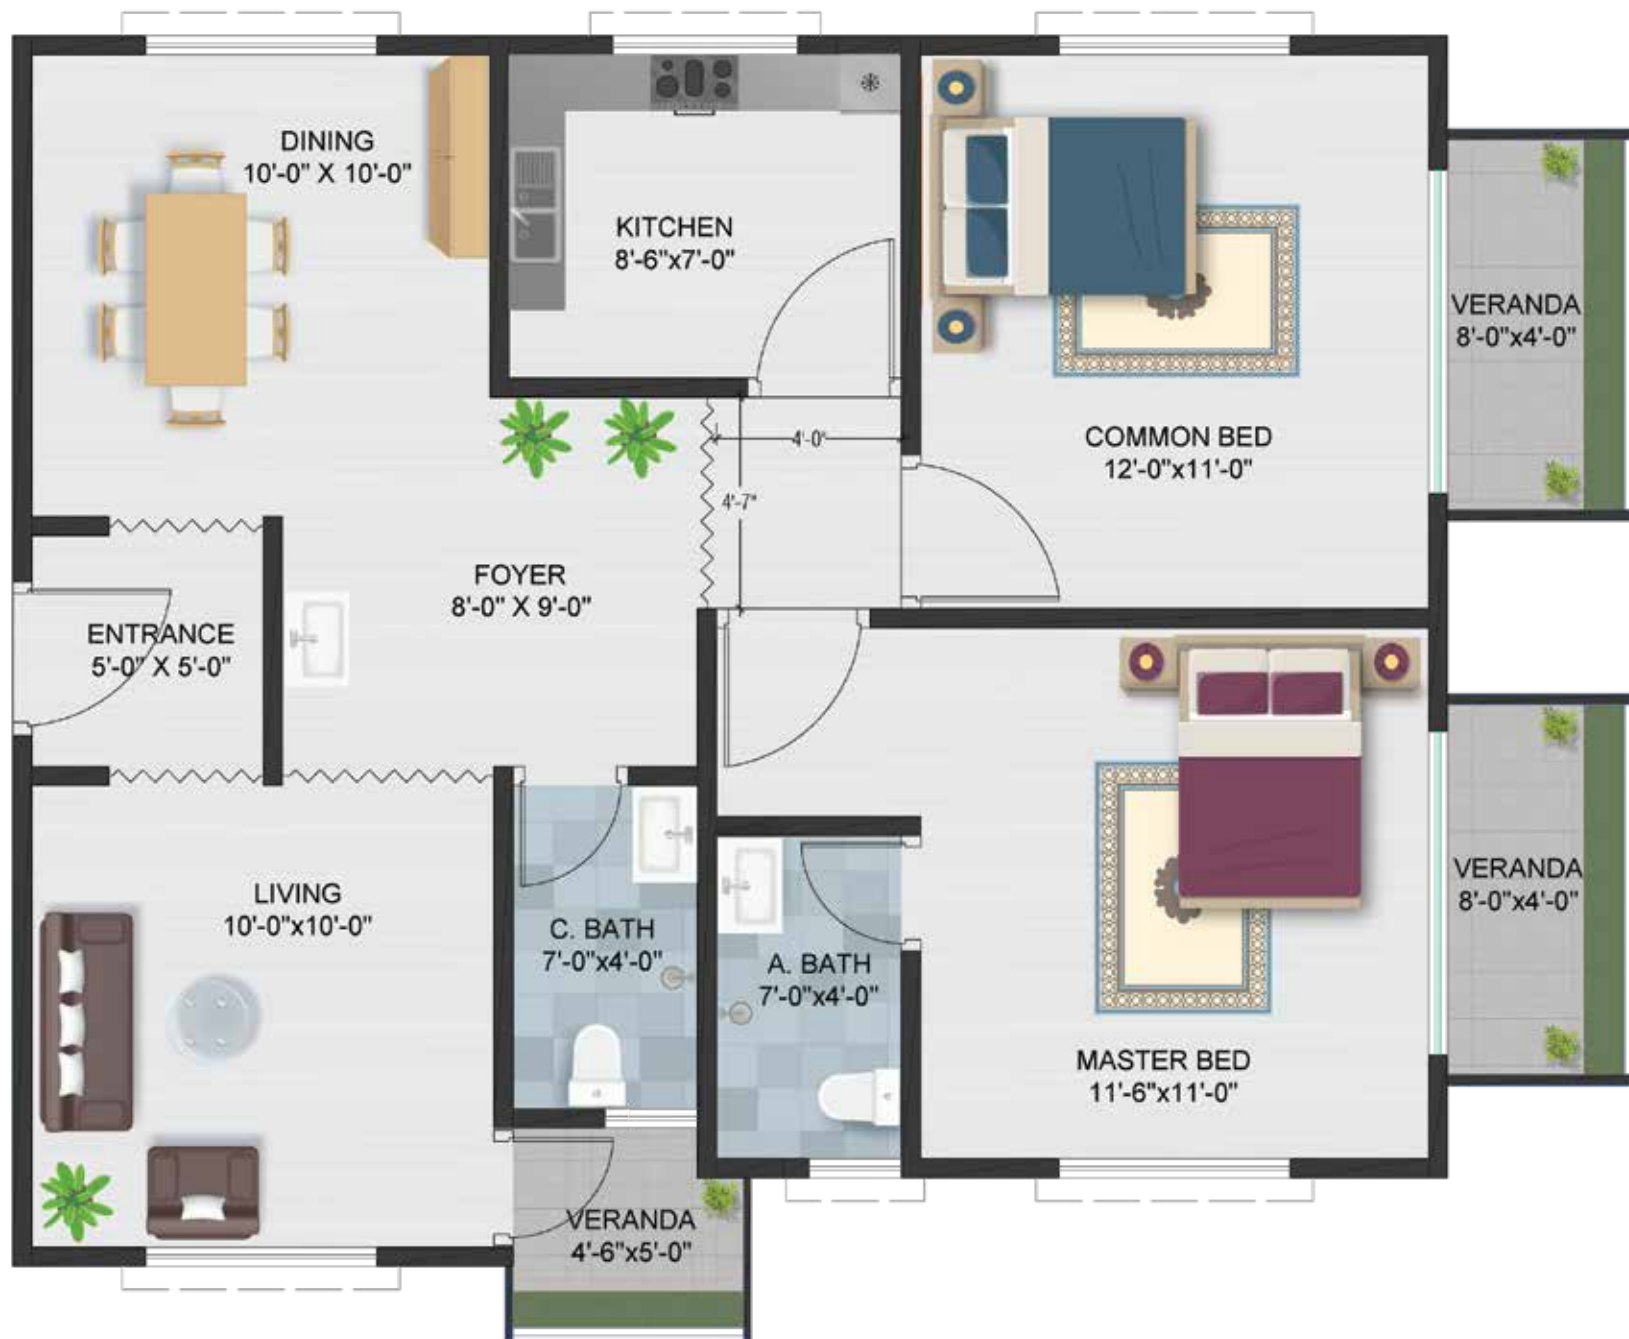 DINING
10'-0" X 10'-0"
KITCHEN
8'-6"x7'-0"
VERANDA
8'-0"x4'-0"
COMMON BED
12'-0"x11'-0"
4'-0"
4'-7"
FOYER
8'-0" X 9'-0"
ENTRANCE
5'-0" X 5'-0"
LIVING
10'-0"x10'-0"
C. BATH
7'-0"x4'-0"
A. BATH
7'-0"x4'-0"
VERANDA
8'-0"x4'-0"
MASTER BED
11'-6"x11'-0"
VERANDA
4'-6"x5'-0"